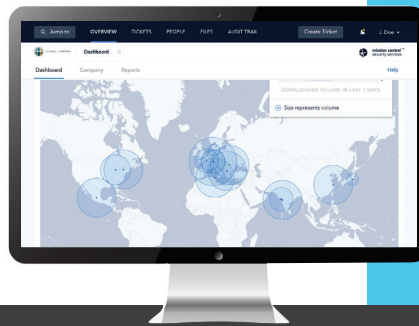 Jump to OVERVIEW TICKETS PEOPLE FILES AUDIT TRAIL Create Ticket J. Doe
Dashboard × mission control™
security services
Dashboard Company Reports Help
DOWNLOADED VOLUME IN LAST 7 DAYS
Size represents volume